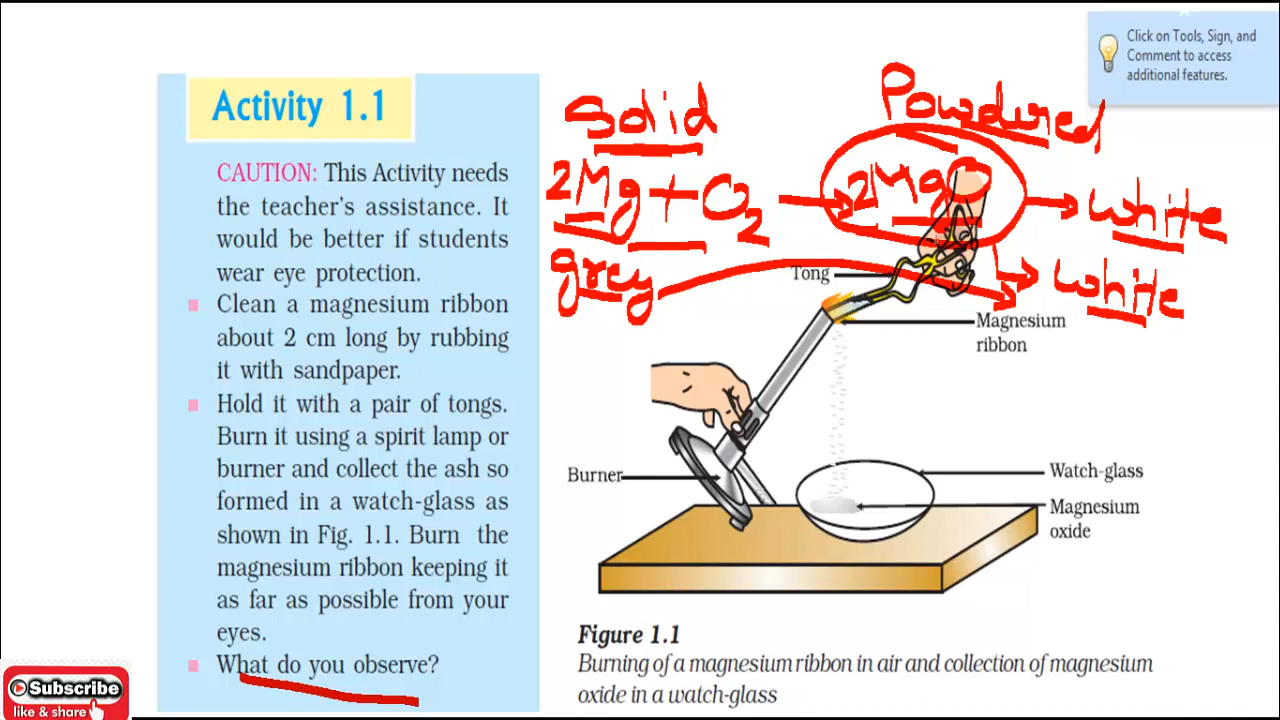 Click on Tools, Sign, and
Comment to access
additional features.
Activity 1.1
CAUTION: This Activity needs
the teacher's assistance. It
would be better if students
wear eye protection.
Clean a magnesium ribbon
about 2 cm long by rubbing
it with sandpaper.
Hold it with a pair of tongs.
Burn it using a spirit lamp or
burner and collect the ash so
formed in a watch-glass as
shown in Fig. 1.1. Burn the
magnesium ribbon keeping it
as far as possible from your
eyes.
What do you observe?
Solid
Powdered
2Mg + O2 → 2MgO → white
grey → white
Tong
Magnesium
ribbon
Burner
Watch-glass
Magnesium
oxide
Figure 1.1
Burning of a magnesium ribbon in air and collection of magnesium
oxide in a watch-glass
Subscribe
like & share